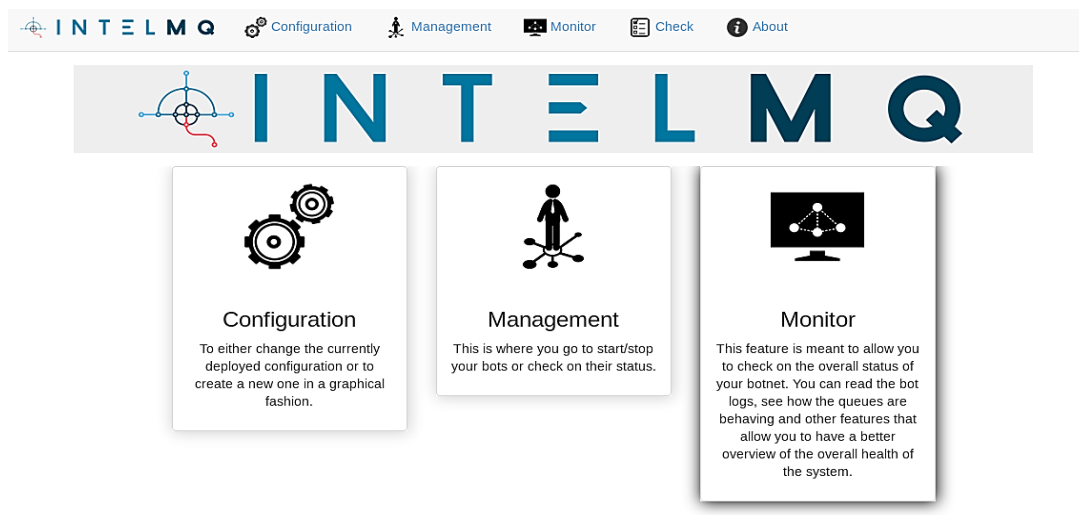 INTELMQ Configuration Management Monitor Check About
INTELMQ
Configuration
To either change the currently
deployed configuration or to
create a new one in a graphical
fashion.
Management
This is where you go to start/stop
your bots or check on their status.
Monitor
This feature is meant to allow you
to check on the overall status of
your botnet. You can read the bot
logs, see how the queues are
behaving and other features that
allow you to have a better
overview of the overall health of
the system.